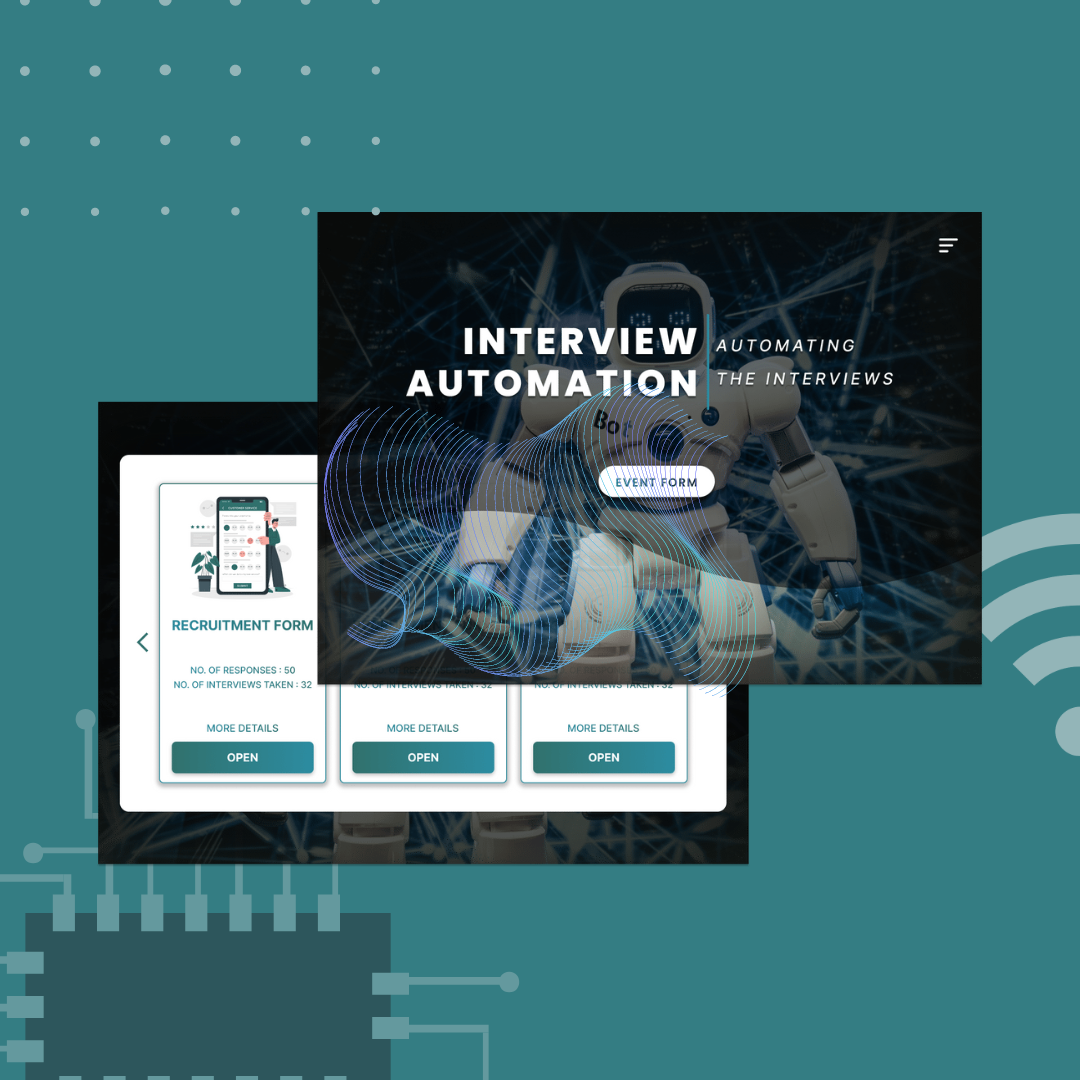 INTERVIEW
AUTOMATION
AUTOMATING
THE INTERVIEWS
Bot
EVENT FORM
RECRUITMENT FORM
NO. OF RESPONSES : 50
NO. OF INTERVIEWS TAKEN : 32
NO. OF INTERVIEWS TAKEN : 32
NO. OF INTERVIEWS TAKEN : 32
MORE DETAILS
MORE DETAILS
MORE DETAILS
OPEN
OPEN
OPEN